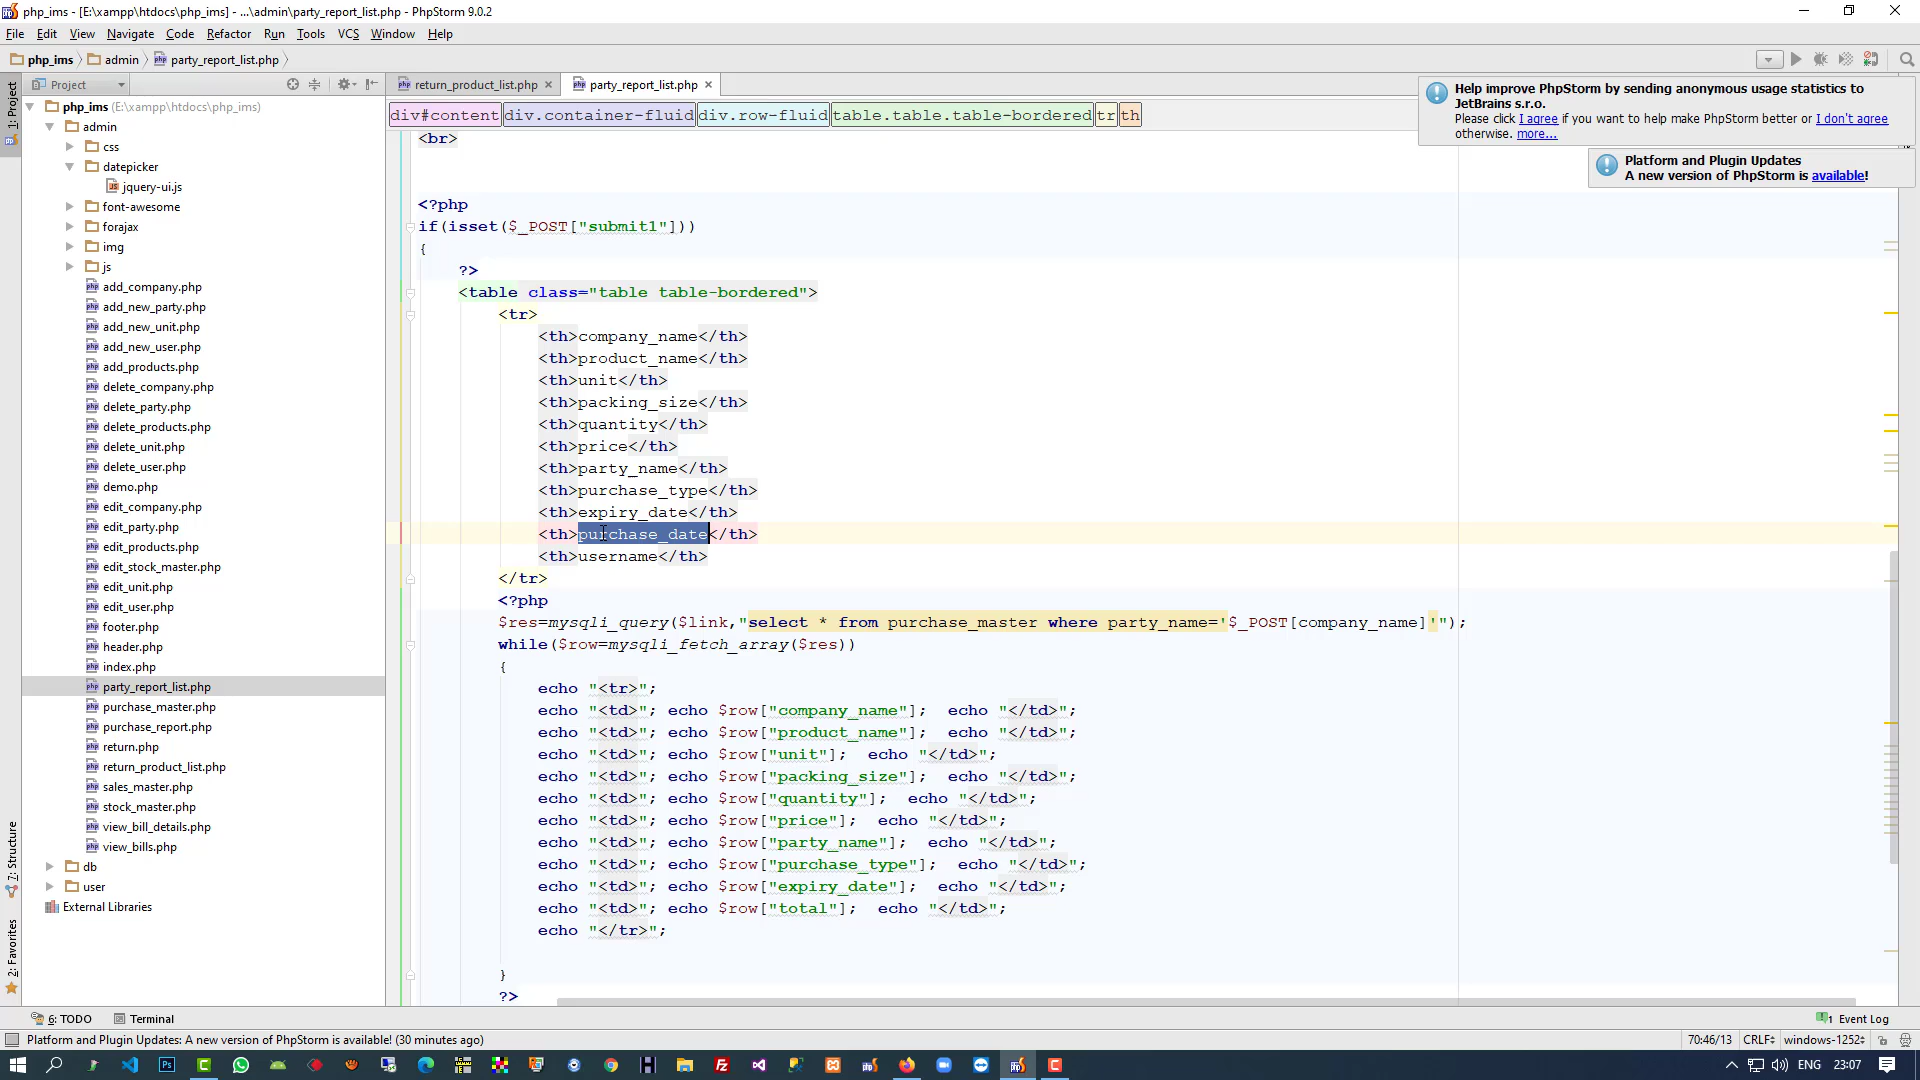 php_ims - [E:\xampp\htdocs\php_ims] - ...\admin\party_report_list.php - PhpStorm 9.0.2
File Edit View Navigate Code Refactor Run Tools VCS Window Help
php_ims admin party_report_list.php
Project
return_product_list.php party_report_list.php
div#content div.container-fluid div.row-fluid table.table.table-bordered tr th
Help improve PhpStorm by sending anonymous usage statistics to
JetBrains s.r.o.
Please click I agree if you want to help make PhpStorm better or I don't agree
otherwise. more...
Platform and Plugin Updates
A new version of PhpStorm is available!
1: Project
7: Structure
2: Favorites
php_ims (E:\xampp\htdocs\php_ims)
admin
css
datepicker
jquery-ui.js
font-awesome
forajax
img
js
add_company.php
add_new_party.php
add_new_unit.php
add_new_user.php
add_products.php
delete_company.php
delete_party.php
delete_products.php
delete_unit.php
delete_user.php
demo.php
edit_company.php
edit_party.php
edit_products.php
edit_stock_master.php
edit_unit.php
edit_user.php
footer.php
header.php
index.php
party_report_list.php
purchase_master.php
purchase_report.php
return.php
return_product_list.php
sales_master.php
stock_master.php
view_bill_details.php
view_bills.php
db
user
External Libraries
<br>
<?php
if(isset($_POST["submit1"]))
{
?>
<table class="table table-bordered">
<tr>
<th>company_name</th>
<th>product_name</th>
<th>unit</th>
<th>packing_size</th>
<th>quantity</th>
<th>price</th>
<th>party_name</th>
<th>purchase_type</th>
<th>expiry_date</th>
<th>purchase_date</th>
<th>username</th>
</tr>
<?php
$res=mysqli_query($link,"select * from purchase_master where party_name='$_POST[company_name]'");
while($row=mysqli_fetch_array($res))
{
echo "<tr>";
echo "<td>"; echo $row["company_name"];  echo "</td>";
echo "<td>"; echo $row["product_name"];  echo "</td>";
echo "<td>"; echo $row["unit"];  echo "</td>";
echo "<td>"; echo $row["packing_size"];  echo "</td>";
echo "<td>"; echo $row["quantity"];  echo "</td>";
echo "<td>"; echo $row["price"];  echo "</td>";
echo "<td>"; echo $row["party_name"];  echo "</td>";
echo "<td>"; echo $row["purchase_type"];  echo "</td>";
echo "<td>"; echo $row["expiry_date"];  echo "</td>";
echo "<td>"; echo $row["total"];  echo "</td>";
echo "</tr>";
}
?>
6: TODO Terminal 1 Event Log
Platform and Plugin Updates: A new version of PhpStorm is available! (30 minutes ago) 70:46/13 CRLF windows-1252
ENG 23:07